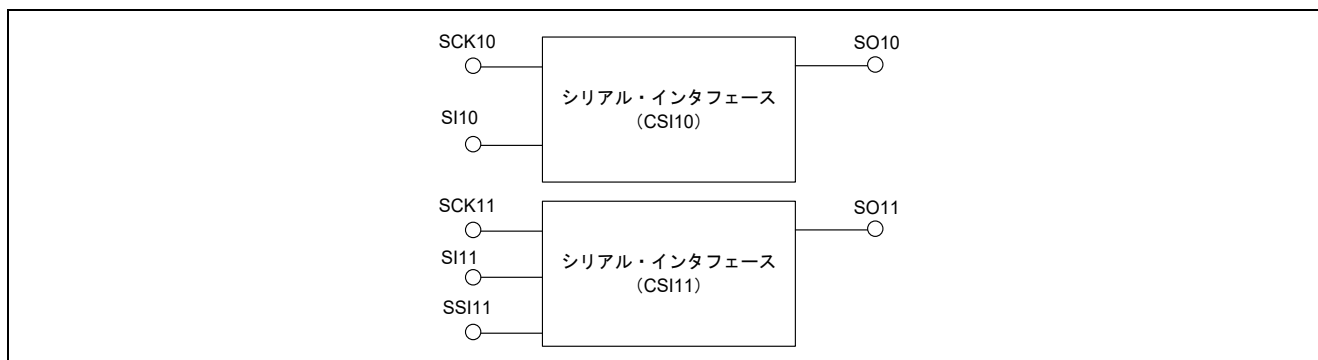 SCK10
SO10
シリアル・インタフェース
（CSI10）
SI10
SCK11
SO11
シリアル・インタフェース
（CSI11）
SI11
SSI11